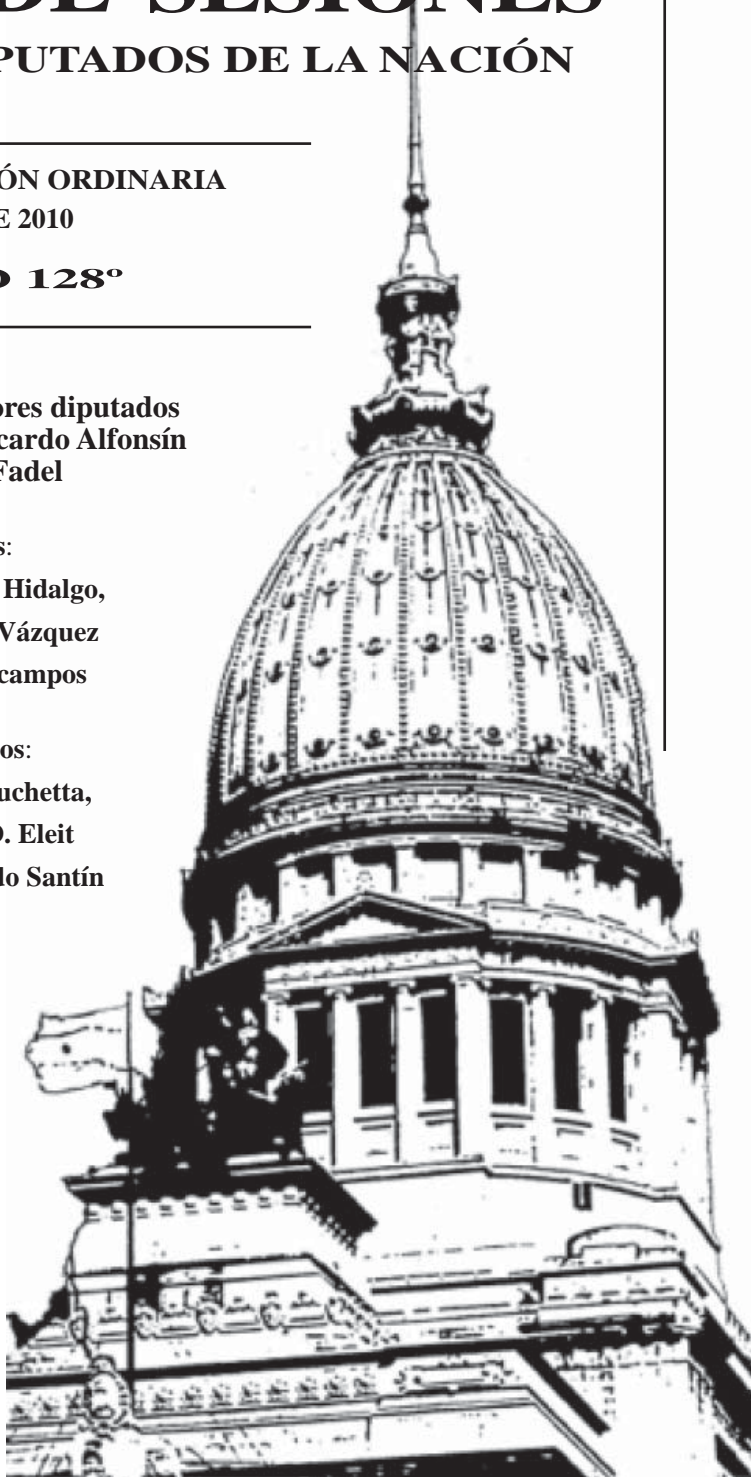 DE SESIONES
PUTADOS DE LA NACIÓN
ÓN ORDINARIA
E 2010
O 128º
ores diputados
cardo Alfonsín
Fadel
s:
Hidalgo,
Vázquez
campos
os:
uchetta,
D. Eleit
do Santín